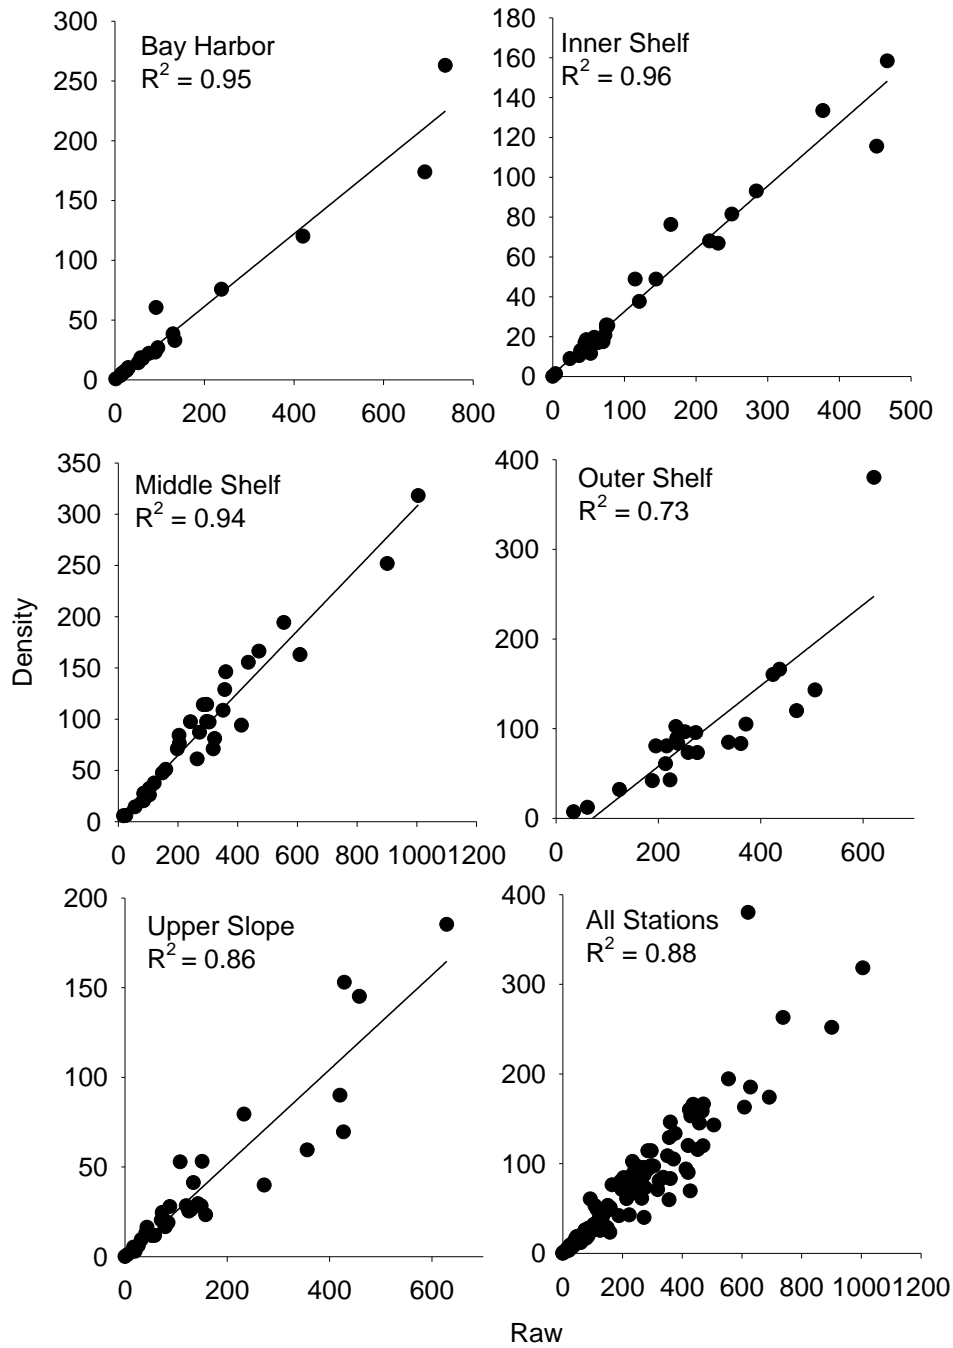 Bay Harbor
R² = 0.95
300
250
200
150
100
50
0
0 200 400 600 800
Inner Shelf
R² = 0.96
180
160
140
120
100
80
60
40
20
0
0 100 200 300 400 500
Middle Shelf
R² = 0.94
350
300
250
200
150
100
50
0
0 200 400 600 800 1000 1200
Outer Shelf
R² = 0.73
400
300
200
100
0
0 200 400 600
Density
Upper Slope
R² = 0.86
200
150
100
50
0
0 200 400 600
All Stations
R² = 0.88
400
300
200
100
0
0 200 400 600 800 1000 1200
Raw